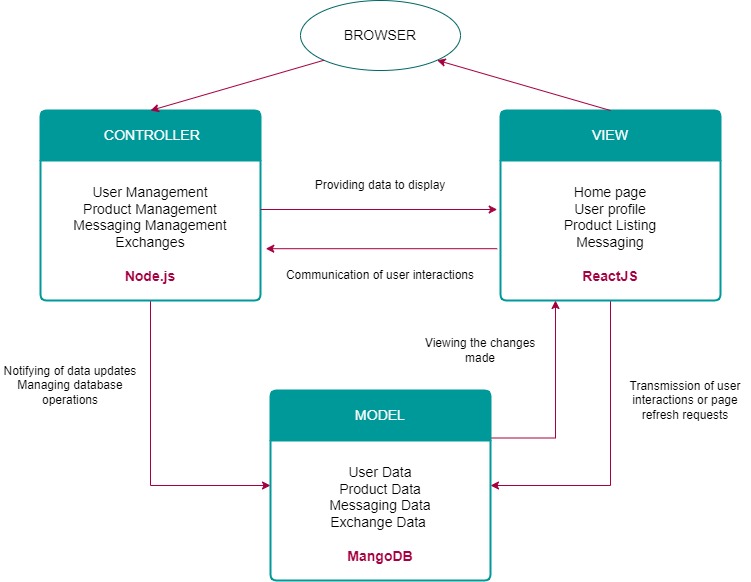 BROWSER
CONTROLLER
User Management
Product Management
Messaging Management
Exchanges
Node.js
Providing data to display
Communication of user interactions
VIEW
Home page
User profile
Product Listing
Messaging
ReactJS
Notifying of data updates
Managing database
operations
Viewing the changes
made
Transmission of user
interactions or page
refresh requests
MODEL
User Data
Product Data
Messaging Data
Exchange Data
MangoDB